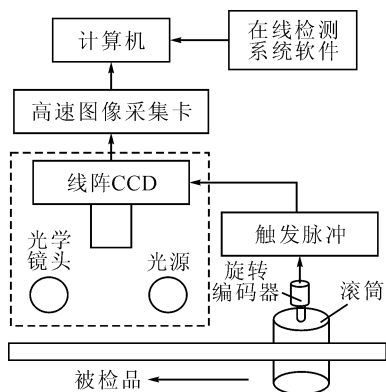 计算机
在线检测
系统软件
高速图像采集卡
线阵CCD
光学
镜头
光源
触发脉冲
旋转
编码器
滚筒
被检品